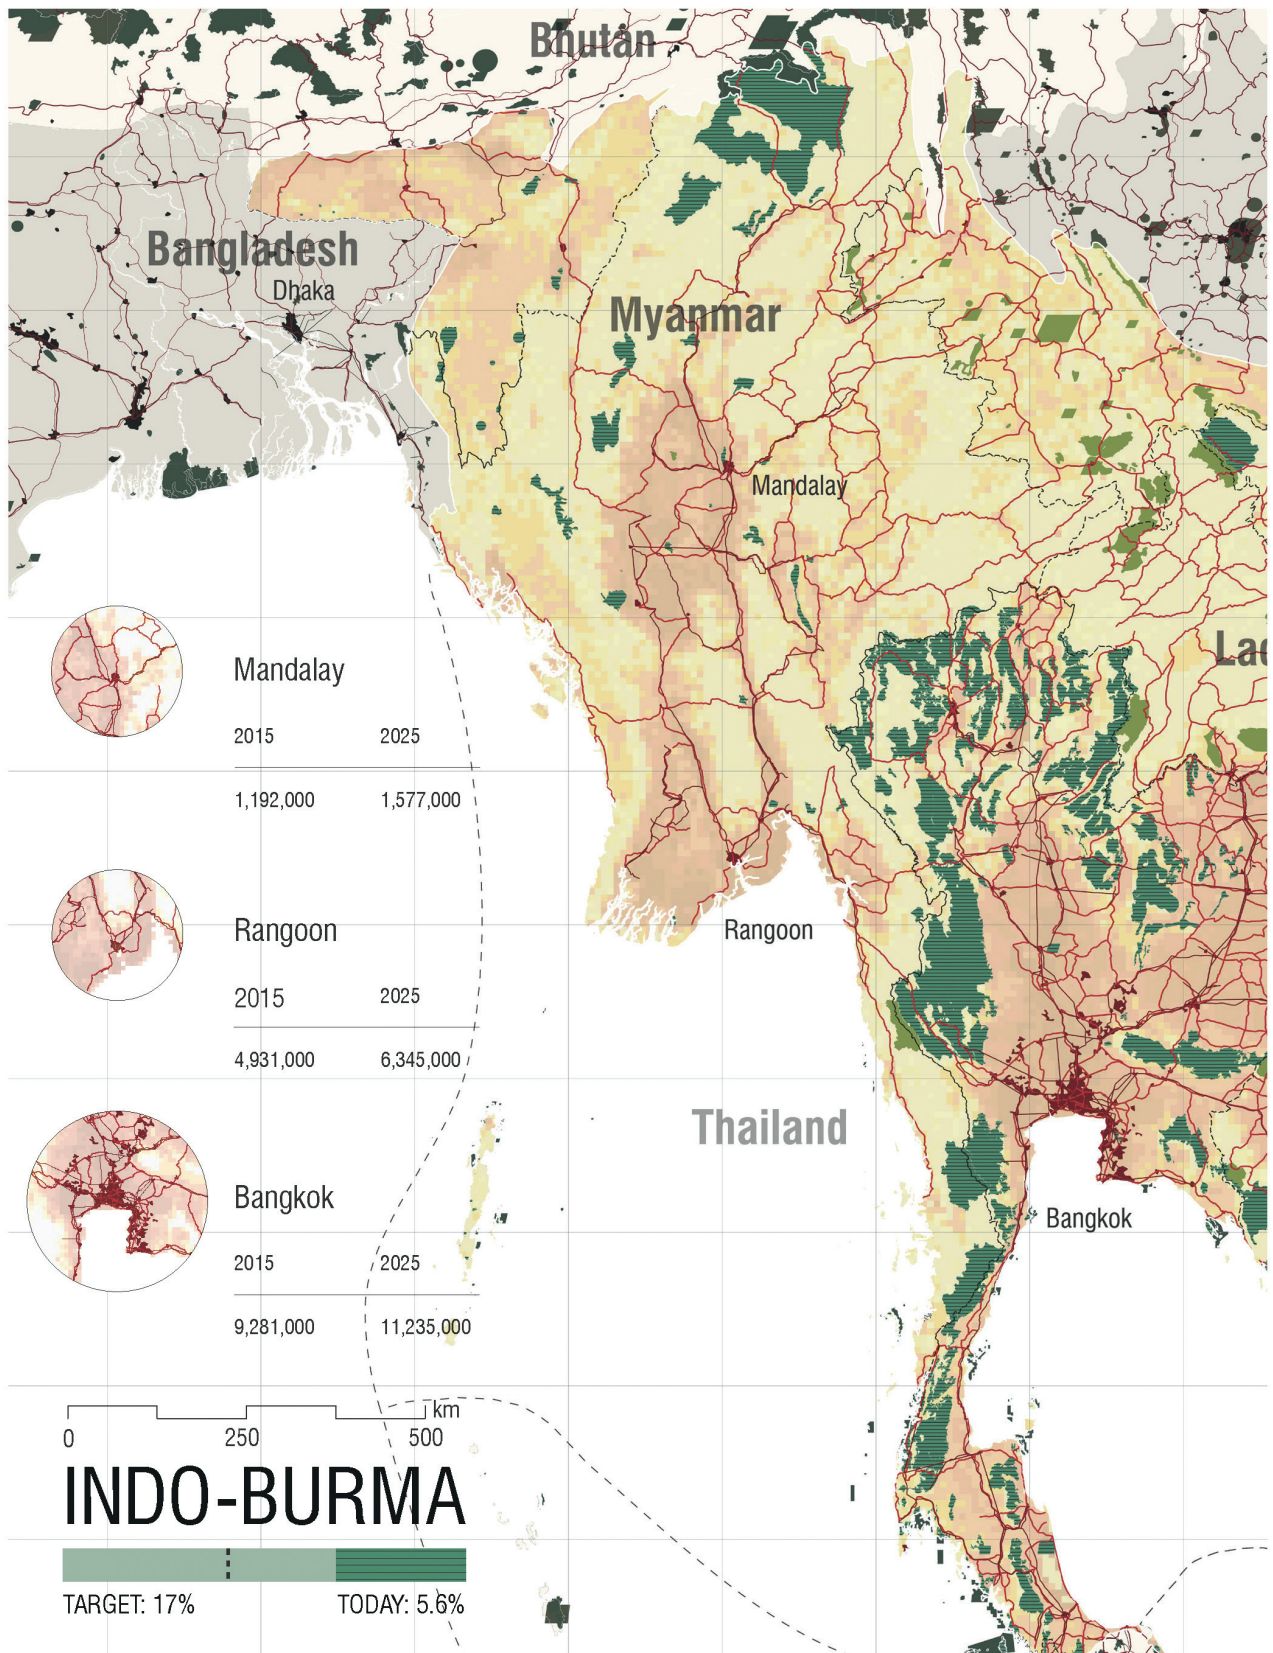 Bhutan
Bangladesh
Dhaka
Myanmar
Mandalay
Lao
Mandalay
2015 2025
1,192,000 1,577,000
Rangoon
Rangoon
2015 2025
4,931,000 6,345,000
Thailand
Bangkok
Bangkok
2015 2025
9,281,000 11,235,000
km
0 250 500
INDO-BURMA
TARGET: 17% TODAY: 5.6%